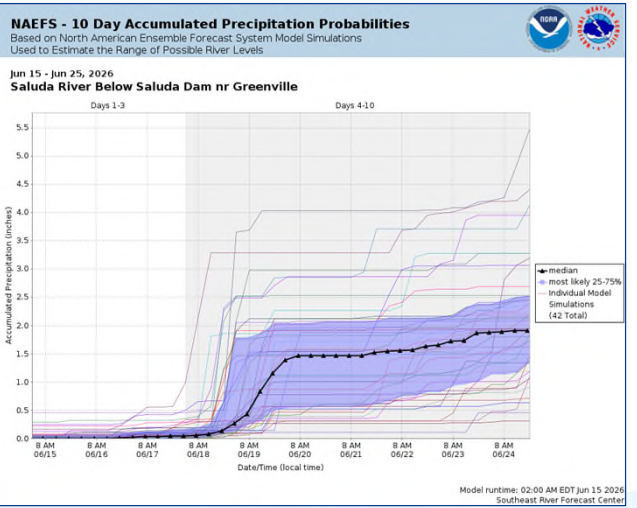 NAEFS - 10 Day Accumulated Precipitation Probabilities
Based on North American Ensemble Forecast System Model Simulations
Used to Estimate the Range of Possible River Levels
NOAA
Jun 15 - Jun 25, 2026
Saluda River Below Saluda Dam nr Greenville
Days 1-3 Days 4-10
Accumulated Precipitation (inches)
5.5
5.0
4.5
4.0
3.5
3.0
2.5
2.0
1.5
1.0
0.5
0.0
median
most likely 25-75%
Individual Model
Simulations
(42 Total)
8 AM 8 AM 8 AM 8 AM 8 AM 8 AM 8 AM 8 AM 8 AM 8 AM
06/15 06/16 06/17 06/18 06/19 06/20 06/21 06/22 06/23 06/24
Date/Time (local time)
Model runtime: 02:00 AM EDT Jun 15 2026
Southeast River Forecast Center